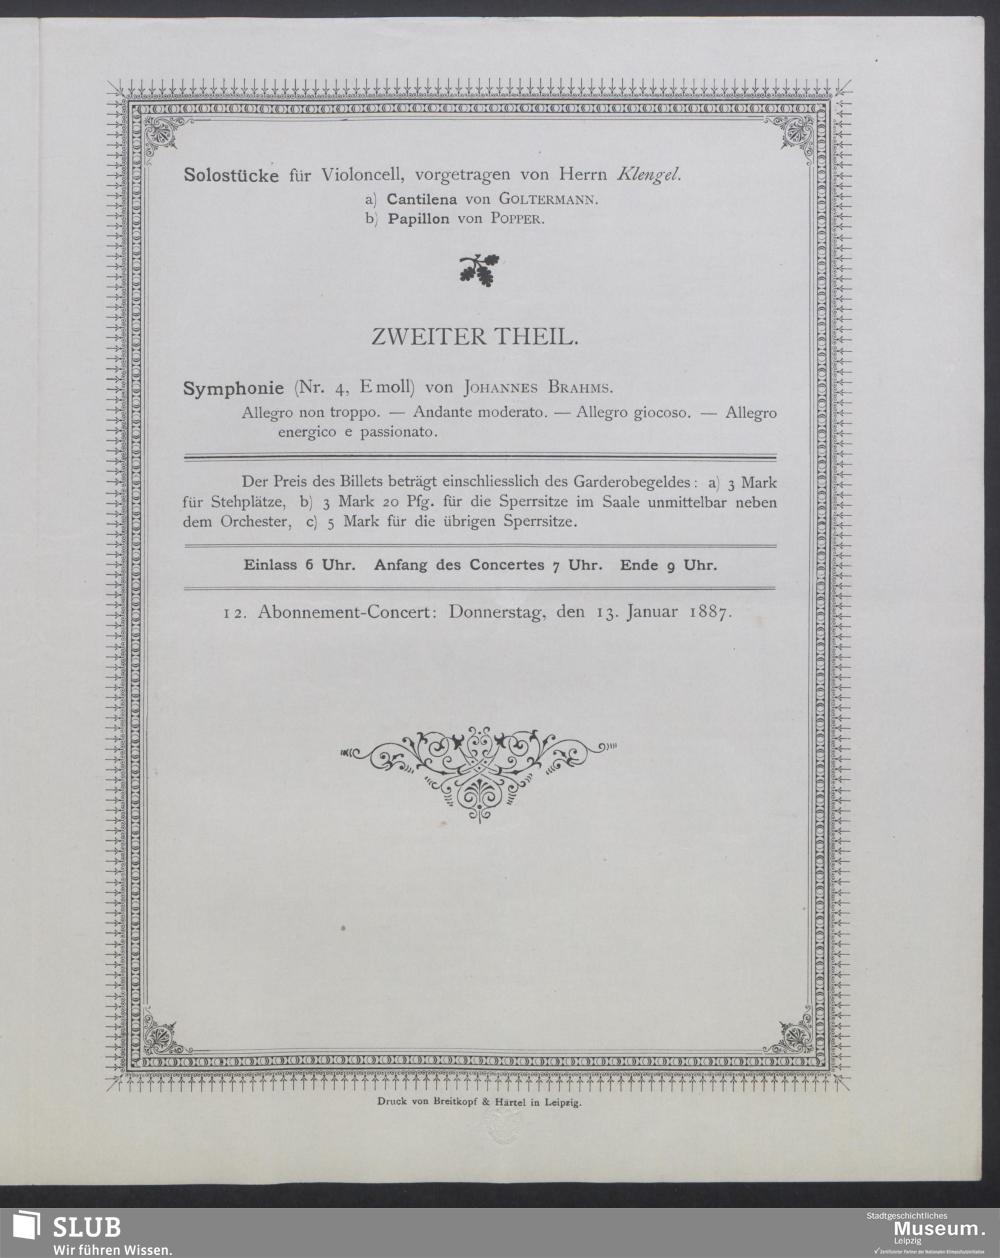 Solostücke für Violoncell, vorgetragen von Herrn Klengel.
a) Cantilena von GOLTERMANN.
b) Papillon von POPPER.
ZWEITER THEIL.
Symphonie (Nr. 4, E moll) von JOHANNES BRAHMS.
Allegro non troppo. — Andante moderato. — Allegro giocoso. — Allegro
energico e passionato.
Der Preis des Billets beträgt einschliesslich des Garderobegeldes: a) 3 Mark
für Stehplätze, b) 3 Mark 20 Pfg. für die Sperrsitze im Saale unmittelbar neben
dem Orchester, c) 5 Mark für die übrigen Sperrsitze.
Einlass 6 Uhr. Anfang des Concertes 7 Uhr. Ende 9 Uhr.
12. Abonnement-Concert: Donnerstag, den 13. Januar 1887.
Druck von Breitkopf & Härtel in Leipzig.
SLUB
Wir führen Wissen.
Stadtgeschichtliches
Museum.
Leipzig
Zertifizierter Partner der Nationalen Klimaschutzinitiative